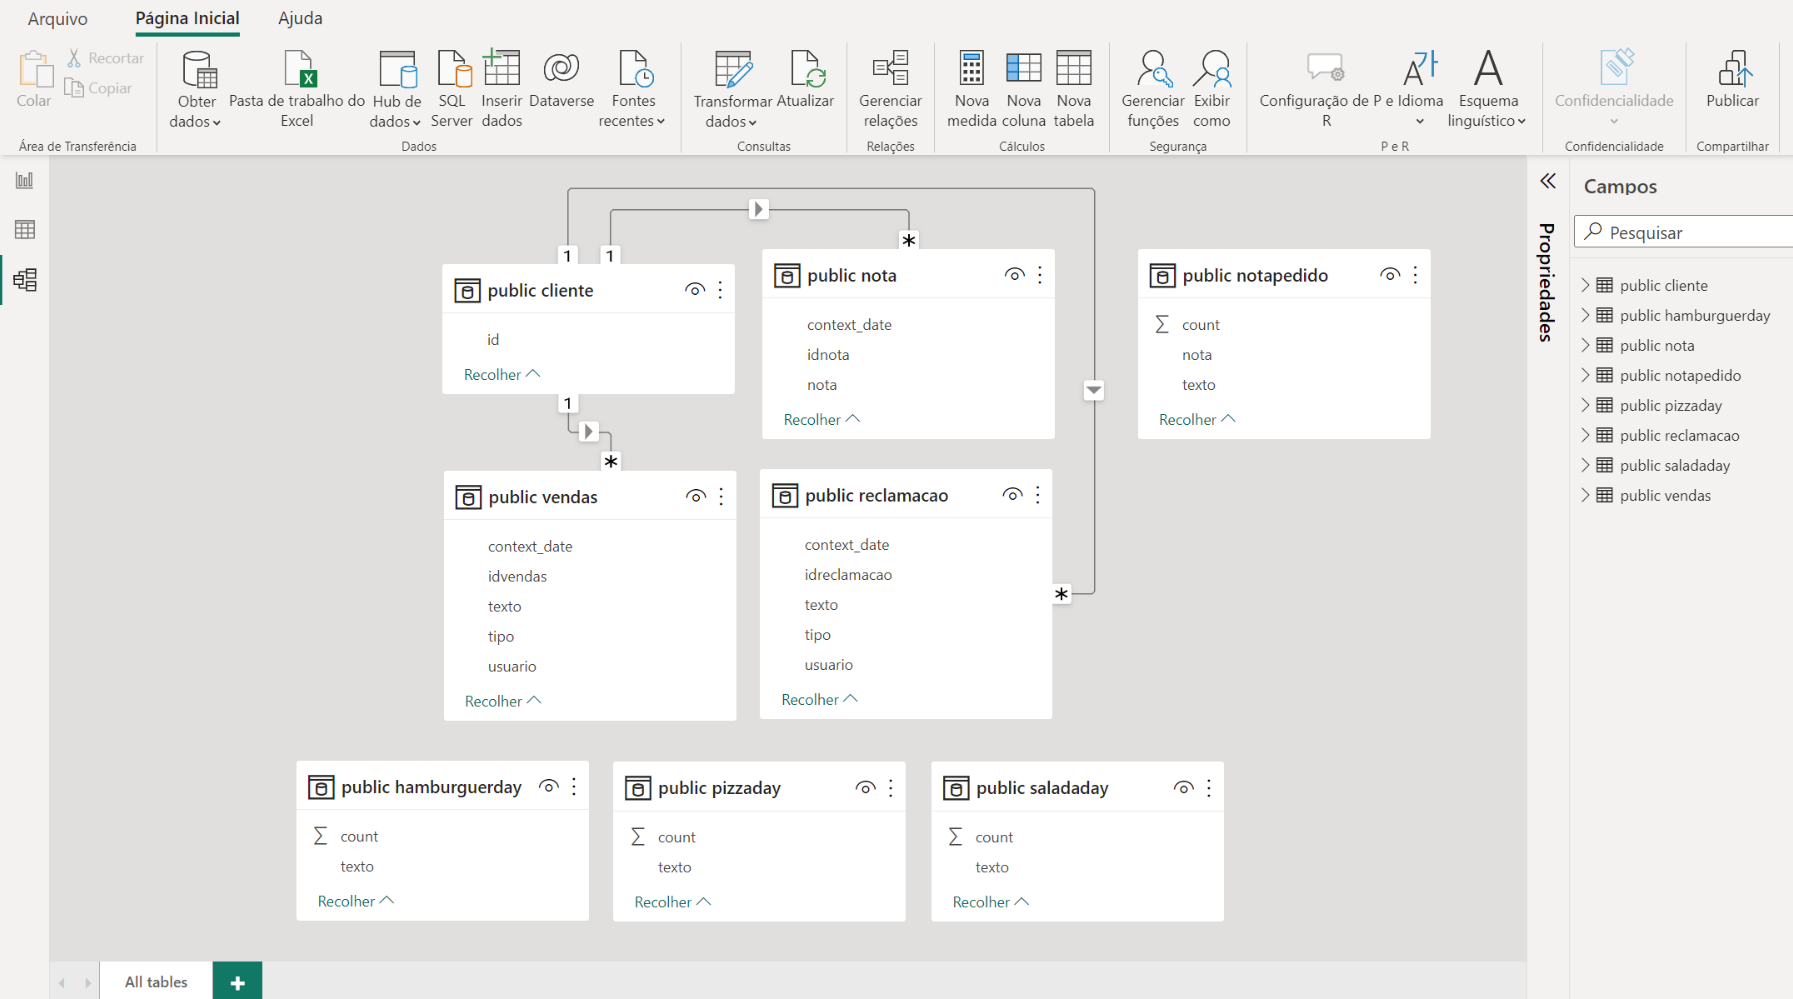 Arquivo
Página Inicial
Ajuda
Colar
Recortar
Copiar
Área de Transferência
Obter
dados
Pasta de trabalho do
Excel
Hub de
dados
SQL
Server
Inserir
dados
Dataverse
Fontes
recentes
Dados
Transformar
dados
Atualizar
Consultas
Gerenciar
relações
Relações
Nova
medida
Nova
coluna
Nova
tabela
Cálculos
Gerenciar
funções
Exibir
como
Segurança
Configuração de P e
R
Idioma
Esquema
linguístico
P e R
Confidencialidade
Confidencialidade
Publicar
Compartilhar
1
1
*
public cliente
id
Recolher
1
*
public nota
context_date
idnota
nota
Recolher
public notapedido
∑ count
nota
texto
Recolher
public vendas
context_date
idvendas
texto
tipo
usuario
Recolher
public reclamacao
context_date
idreclamacao
texto
tipo
usuario
Recolher
*
public hamburguerday
∑ count
texto
Recolher
public pizzaday
∑ count
texto
Recolher
public saladaday
∑ count
texto
Recolher
All tables
+
Propriedades
Campos
Pesquisar
public cliente
public hamburguerday
public nota
public notapedido
public pizzaday
public reclamacao
public saladaday
public vendas